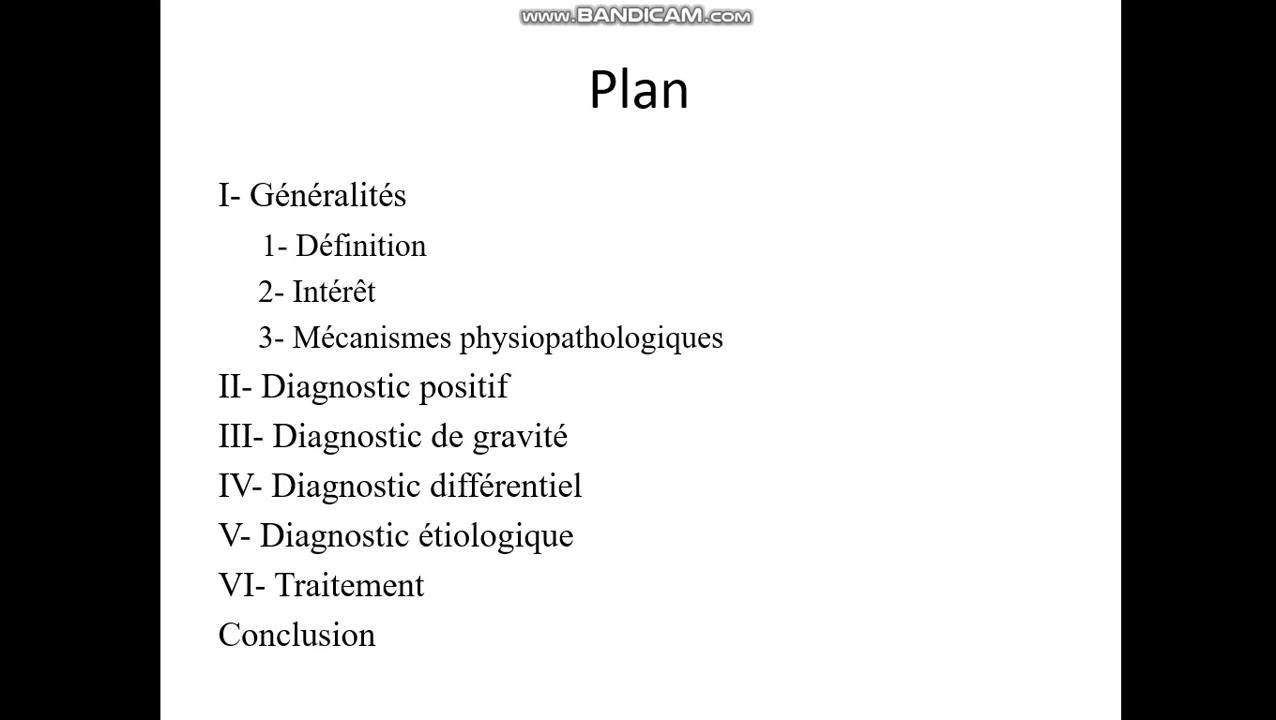 www.BANDICAM.com
Plan
I- Généralités
1- Définition
2- Intérêt
3- Mécanismes physiopathologiques
II- Diagnostic positif
III- Diagnostic de gravité
IV- Diagnostic différentiel
V- Diagnostic étiologique
VI- Traitement
Conclusion